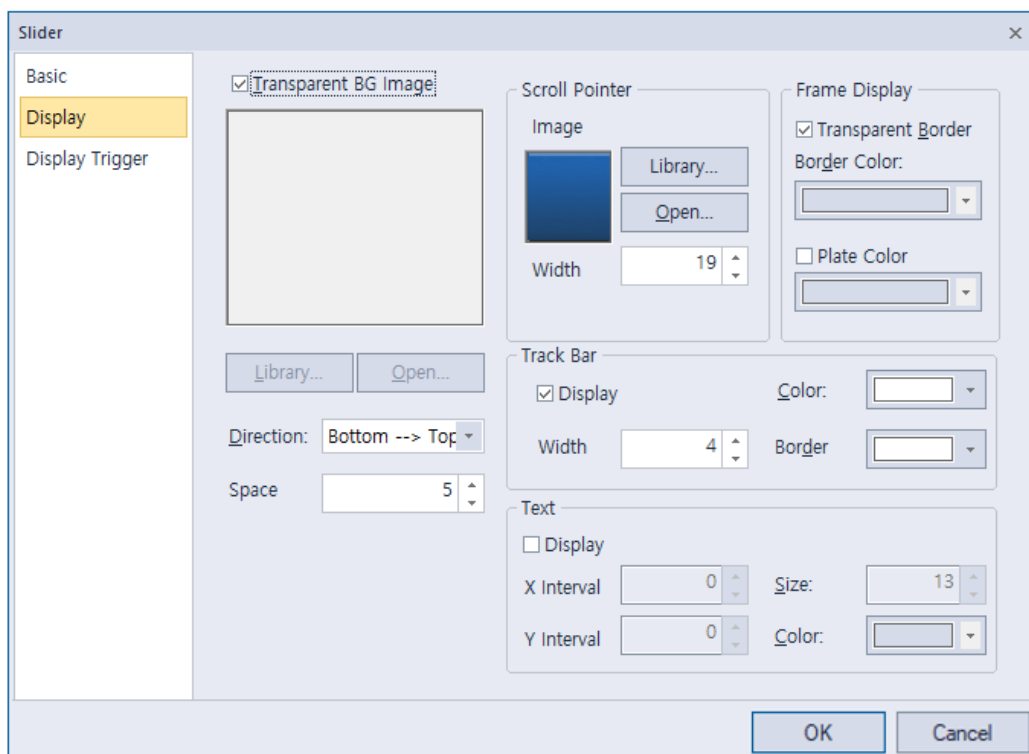 Slider
Basic
Display
Display Trigger
Transparent BG Image
Library...
Open...
Direction:
Bottom --> Top
Space
5
Scroll Pointer
Image
Library...
Open...
Width
19
Frame Display
Transparent Border
Border Color:
Plate Color
Track Bar
Display
Color:
Width
4
Border
Text
Display
X Interval
0
Size:
13
Y Interval
0
Color:
OK
Cancel